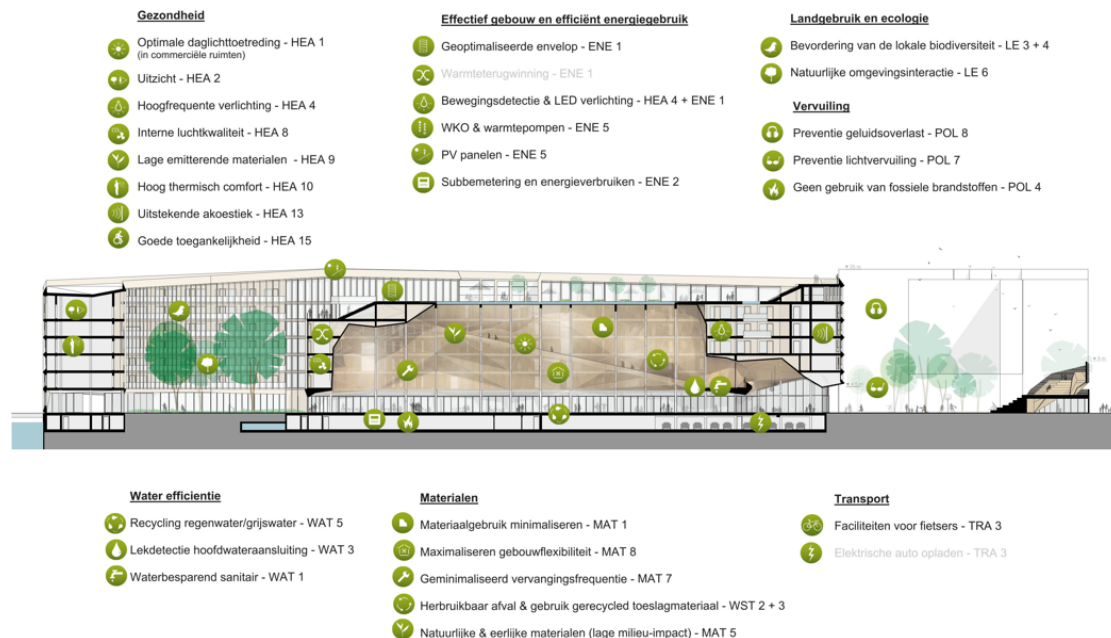 Gezondheid
Optimale daglichttoetreding - HEA 1
(in commerciële ruimten)
Uitzicht - HEA 2
Hoogfrequente verlichting - HEA 4
Interne luchtkwaliteit - HEA 8
Lage emitterende materialen - HEA 9
Hoog thermisch comfort - HEA 10
Uitstekende akoestiek - HEA 13
Goede toegankelijkheid - HEA 15
Effectief gebouw en efficiënt energiegebruik
Geoptimaliseerde envelop - ENE 1
Warmteterugwinning - ENE 1
Bewegingsdetectie & LED verlichting - HEA 4 + ENE 1
WKO & warmtepompen - ENE 5
PV panelen - ENE 5
Subbemetering en energieverbruiken - ENE 2
Landgebruik en ecologie
Bevordering van de lokale biodiversiteit - LE 3 + 4
Natuurlijke omgevingsinteractie - LE 6
Vervuiling
Preventie geluidsoverlast - POL 8
Preventie lichtvervuiling - POL 7
Geen gebruik van fossiele brandstoffen - POL 4
Water efficientie
Recycling regenwater/grijswater - WAT 5
Lekdetectie hoofdwateraansluiting - WAT 3
Waterbesparend sanitair - WAT 1
Materialen
Materiaalgebruik minimaliseren - MAT 1
Maximaliseren gebouwflexibiliteit - MAT 8
Geminimaliseerd vervangingsfrequentie - MAT 7
Herbruikbaar afval & gebruik gerecycled toeslagmateriaal - WST 2 + 3
Natuurlijke & eerlijke materialen (lage milieu-impact) - MAT 5
Transport
Faciliteiten voor fietsers - TRA 3
Elektrische auto opladen - TRA 3